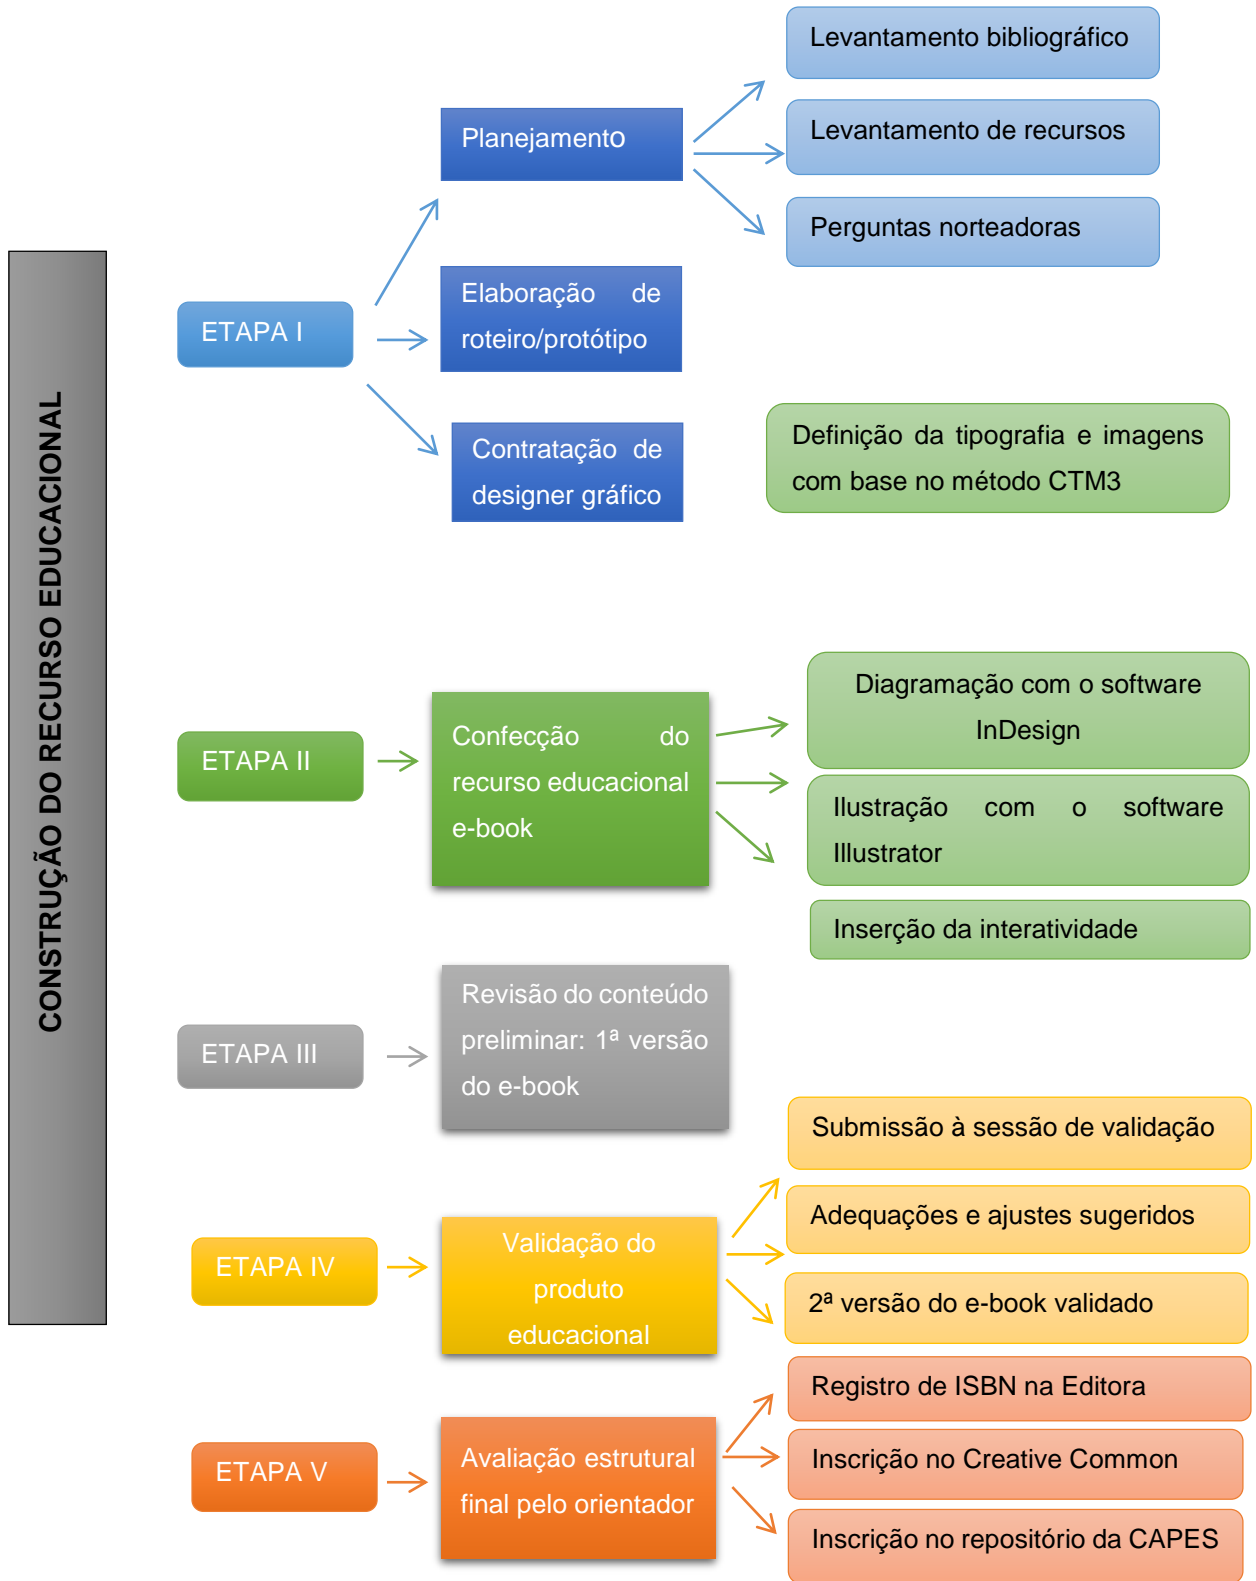 CONSTRUÇÃO DO RECURSO EDUCACIONAL
ETAPA I
Planejamento
Levantamento bibliográfico
Levantamento de recursos
Perguntas norteadoras
Elaboração de
roteiro/protótipo
Contratação de
designer gráfico
Definição da tipografia e imagens
com base no método CTM3
ETAPA II
Confecção do
recurso educacional
e-book
Diagramação com o software
InDesign
Ilustração com o software
Illustrator
Inserção da interatividade
ETAPA III
Revisão do conteúdo
preliminar: 1ª versão
do e-book
ETAPA IV
Validação do
produto
educacional
Submissão à sessão de validação
Adequações e ajustes sugeridos
2ª versão do e-book validado
ETAPA V
Avaliação estrutural
final pelo orientador
Registro de ISBN na Editora
Inscrição no Creative Common
Inscrição no repositório da CAPES